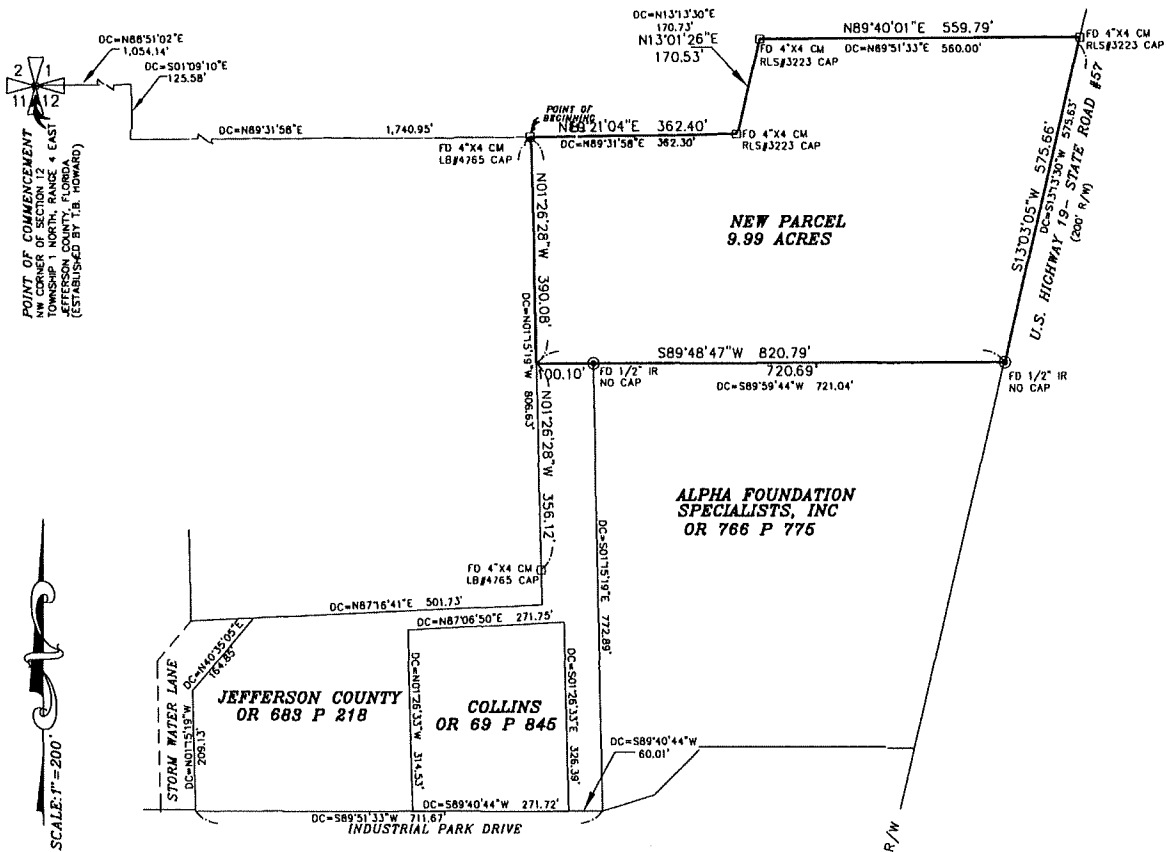 DC=N88°51'02"E
1,054.14'
DC=S01°09'10"E
125.58'
2 1
11 12
POINT OF COMMENCEMENT
NW CORNER OF SECTION 12
TOWNSHIP 1 NORTH, RANGE 4 EAST
JEFFERSON COUNTY, FLORIDA
(ESTABLISHED BY T.B. HOWARD)
DC=N89°31'58"E 1,740.95'
POINT OF
BEGINNING
FD 4"X4 CM
LB#4765 CAP
N89°21'04"E 362.40'
DC=N89°31'58"E 362.30'
DC=N13°13'30"E
170.73'
N13°01'26"E
170.53'
FD 4"X4 CM
RLS#3223 CAP
N89°40'01"E 559.79'
DC=N89°51'33"E 560.00'
FD 4"X4 CM
RLS#3223 CAP
FD 4"X4 CM
RLS#3223 CAP
S13°03'05"W 575.66'
DC=S13°13'30"W 575.63'
U.S. HIGHWAY 19- STATE ROAD #57
(200' R/W)
NEW PARCEL
9.99 ACRES
N01°26'28"W 390.08'
DC=N01°15'19"W 806.63'
S89°48'47"W 820.79'
100.10'
720.69'
DC=S89°59'44"W 721.04'
FD 1/2" IR
NO CAP
FD 1/2" IR
NO CAP
N01°26'28"W 356.12'
FD 4"X4 CM
LB#4765 CAP
ALPHA FOUNDATION
SPECIALISTS, INC
OR 766 P 775
DC=S01°15'19"E 772.89'
DC=N87°16'41"E 501.73'
DC=N87°06'50"E 271.75'
DC=N40°35'05"E
164.85'
STORM WATER LANE
DC=N01°15'19"W
209.13'
JEFFERSON COUNTY
OR 683 P 218
DC=N01°26'33"W 314.53'
COLLINS
OR 69 P 845
DC=S01°26'33"E 326.39'
DC=S89°40'44"W
60.01'
DC=S89°40'44"W 271.72'
DC=S89°51'33"W 711.67'
INDUSTRIAL PARK DRIVE
R/W
SCALE:1"=200'